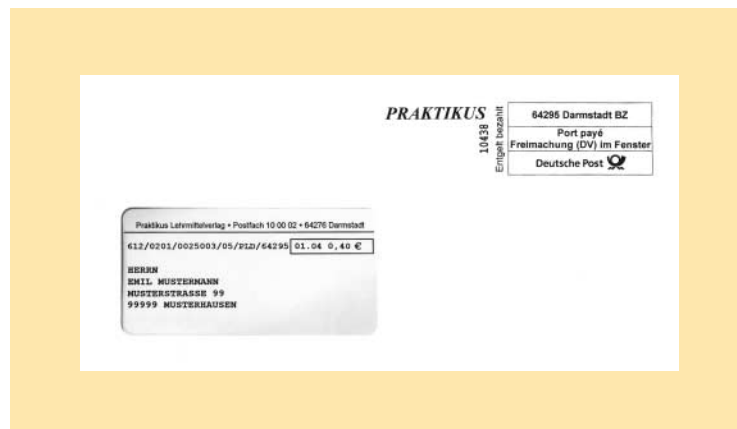 PRAKTIKUS
10438
Entgelt bezahlt
64295 Darmstadt BZ
Port payé
Freimachung (DV) im Fenster
Deutsche Post
Praktikus Lehrmittelverlag • Postfach 10 00 02 • 64276 Darmstadt
612/0201/0025003/05/PLD/64295 01.04 0,40 €
HERRN
EMIL MUSTERMANN
MUSTERSTRASSE 99
99999 MUSTERHAUSEN